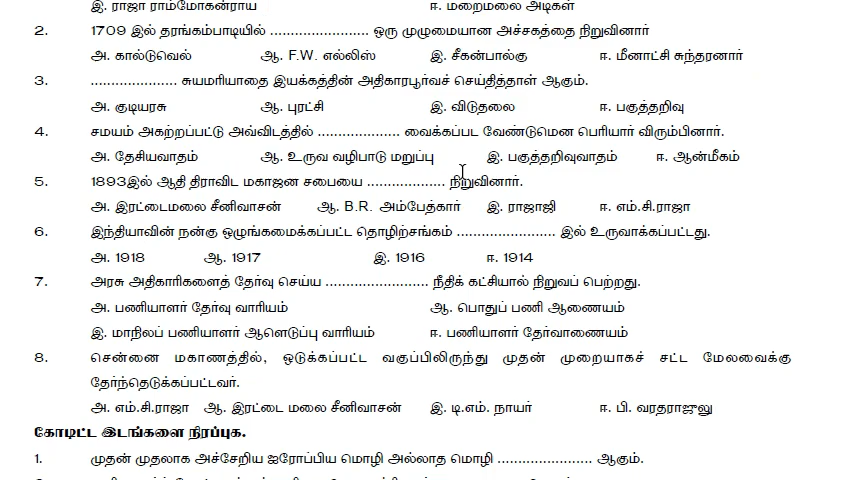 இ. ராஜா ராம்மோகன்ராய் ஈ. மறைமலை அடிகள்
2. 1709 இல் தரங்கம்பாடியில் ........................ ஒரு முழுமையான அச்சகத்தை நிறுவினார்
அ. கால்டுவெல் ஆ. F.W. எல்லிஸ் இ. சீகன்பால்கு ஈ. மீனாட்சி சுந்தரனார்
3. ..................... சுயமரியாதை இயக்கத்தின் அதிகாரபூர்வச் செய்தித்தாள் ஆகும்.
அ. குடியரசு ஆ. புரட்சி இ. விடுதலை ஈ. பகுத்தறிவு
4. சமயம் அகற்றப்பட்டு அவ்விடத்தில் .................... வைக்கப்பட வேண்டுமென பெரியார் விரும்பினார்.
அ. தேசியவாதம் ஆ. உருவ வழிபாடு மறுப்பு இ. பகுத்தறிவுவாதம் ஈ. ஆன்மீகம்
5. 1893இல் ஆதி திராவிட மகாஜன சபையை ................... நிறுவினார்.
அ. இரட்டைமலை சீனிவாசன் ஆ. B.R. அம்பேத்கார் இ. ராஜாஜி ஈ. எம்.சி.ராஜா
6. இந்தியாவின் நன்கு ஒழுங்கமைக்கப்பட்ட தொழிற்சங்கம் ........................ இல் உருவாக்கப்பட்டது.
அ. 1918 ஆ. 1917 இ. 1916 ஈ. 1914
7. அரசு அதிகாரிகளைத் தேர்வு செய்ய ......................... நீதிக் கட்சியால் நிறுவப் பெற்றது.
அ. பணியாளர் தேர்வு வாரியம் ஆ. பொதுப் பணி ஆணையம்
இ. மாநிலப் பணியாளர் ஆளெடுப்பு வாரியம் ஈ. பணியாளர் தேர்வாணையம்
8. சென்னை மகாணத்தில், ஒடுக்கப்பட்ட வகுப்பிலிருந்து முதன் முறையாகச் சட்ட மேலவைக்கு
தேர்ந்தெடுக்கப்பட்டவர்.
அ. எம்.சி.ராஜா ஆ. இரட்டை மலை சீனிவாசன் இ. டி.எம். நாயர் ஈ. பி. வரதராஜுலு
கோடிட்ட இடங்களை நிரப்புக.
1. முதன் முதலாக அச்சேறிய ஐரோப்பிய மொழி அல்லாத மொழி ....................... ஆகும்.